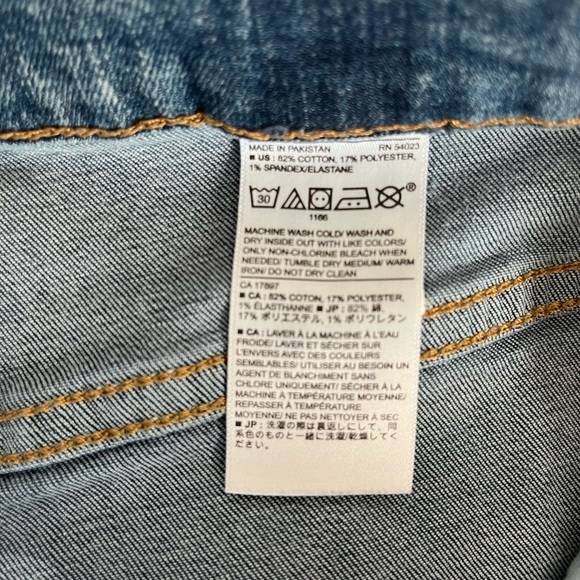 MADE IN PAKISTAN RN 54023
■ US : 82% COTTON, 17% POLYESTER,
1% SPANDEX/ELASTANE
30 ®
1166
MACHINE WASH COLD/ WASH AND
DRY INSIDE OUT WITH LIKE COLORS/
ONLY NON-CHLORINE BLEACH WHEN
NEEDED/ TUMBLE DRY MEDIUM/ WARM
IRON/ DO NOT DRY CLEAN
CA 17897
■ CA : 82% COTON, 17% POLYESTER,
1% ÉLASTHANNE ■ JP : 82% 綿,
17% ポリエステル, 1% ポリウレタン
■ CA : LAVER À LA MACHINE À L'EAU
FROIDE/ LAVER ET SÉCHER SUR
L'ENVERS AVEC DES COULEURS
SEMBLABLES/ UTILISER AU BESOIN UN
AGENT DE BLANCHIMENT SANS
CHLORE UNIQUEMENT/ SÉCHER À LA
MACHINE À TEMPÉRATURE MOYENNE/
REPASSER À TEMPÉRATURE
MOYENNE/ NE PAS NETTOYER À SEC
■ JP : 洗濯の際は裏返しにして、同
系色のものと一緒に洗濯/乾燥してくだ
さい